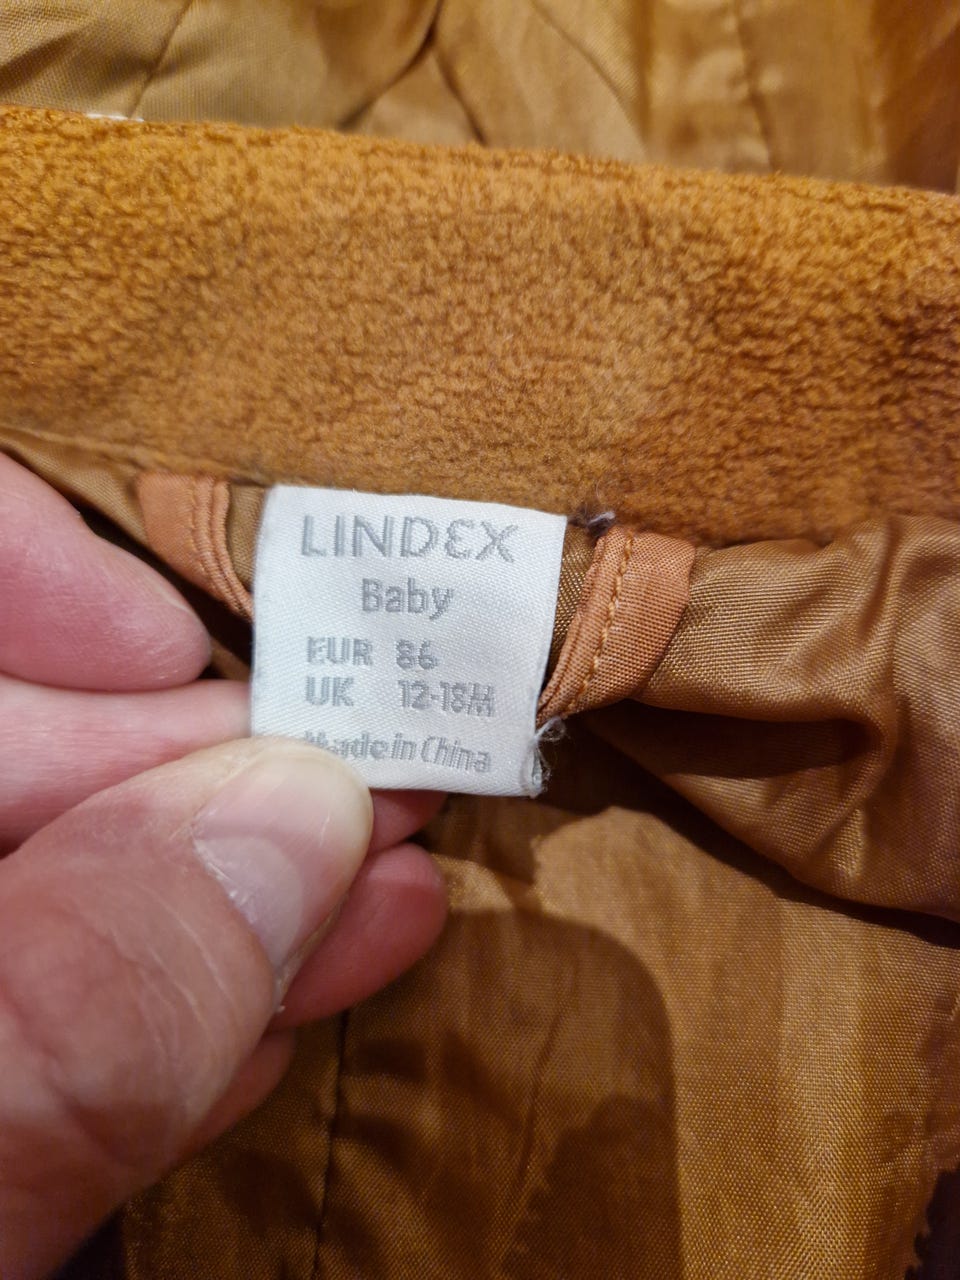 LINDEX
Baby
EUR 86
UK 12-18M
Made in China